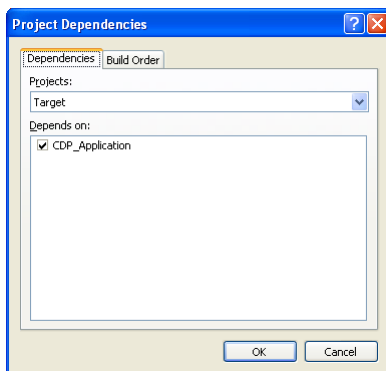 Project Dependencies
Dependencies Build Order
Projects:
Target
Depends on:
CDP_Application
OK Cancel